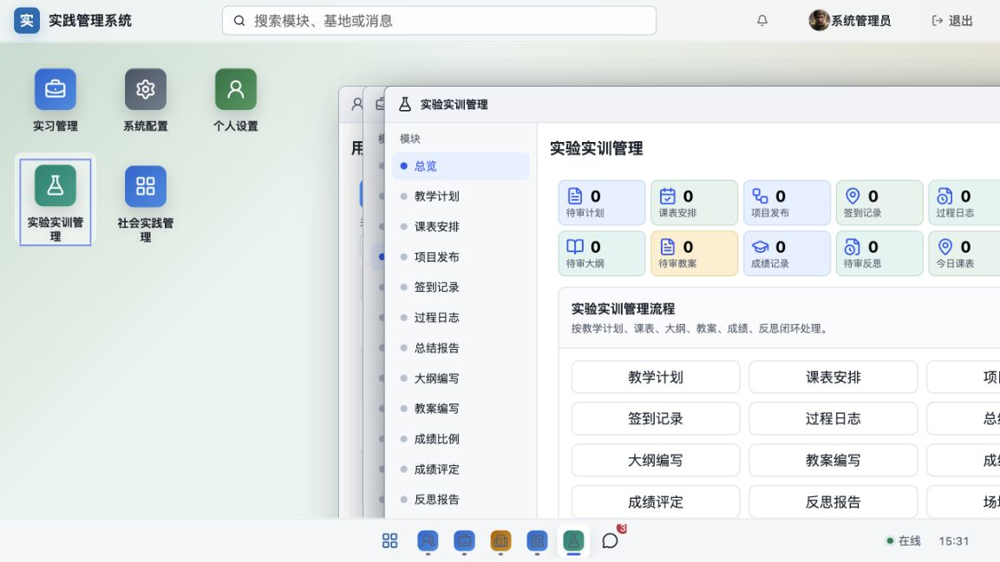 实 实践管理系统
搜索模块、基地或消息
系统管理员
退出
实习管理
系统配置
个人设置
实验实训管理
社会实践管理
用
实验实训管理
模块
总览
教学计划
课表安排
项目发布
签到记录
过程日志
总结报告
大纲编写
教案编写
成绩比例
成绩评定
反思报告
实验实训管理
0
待审计划
0
课表安排
0
项目发布
0
签到记录
0
过程日志
0
待审大纲
0
待审教案
0
成绩记录
0
待审反思
0
今日课表
实验实训管理流程
按教学计划、课表、大纲、教案、成绩、反思闭环处理。
教学计划
课表安排
项
签到记录
过程日志
总
大纲编写
教案编写
成
成绩评定
反思报告
场
3
在线
15:31